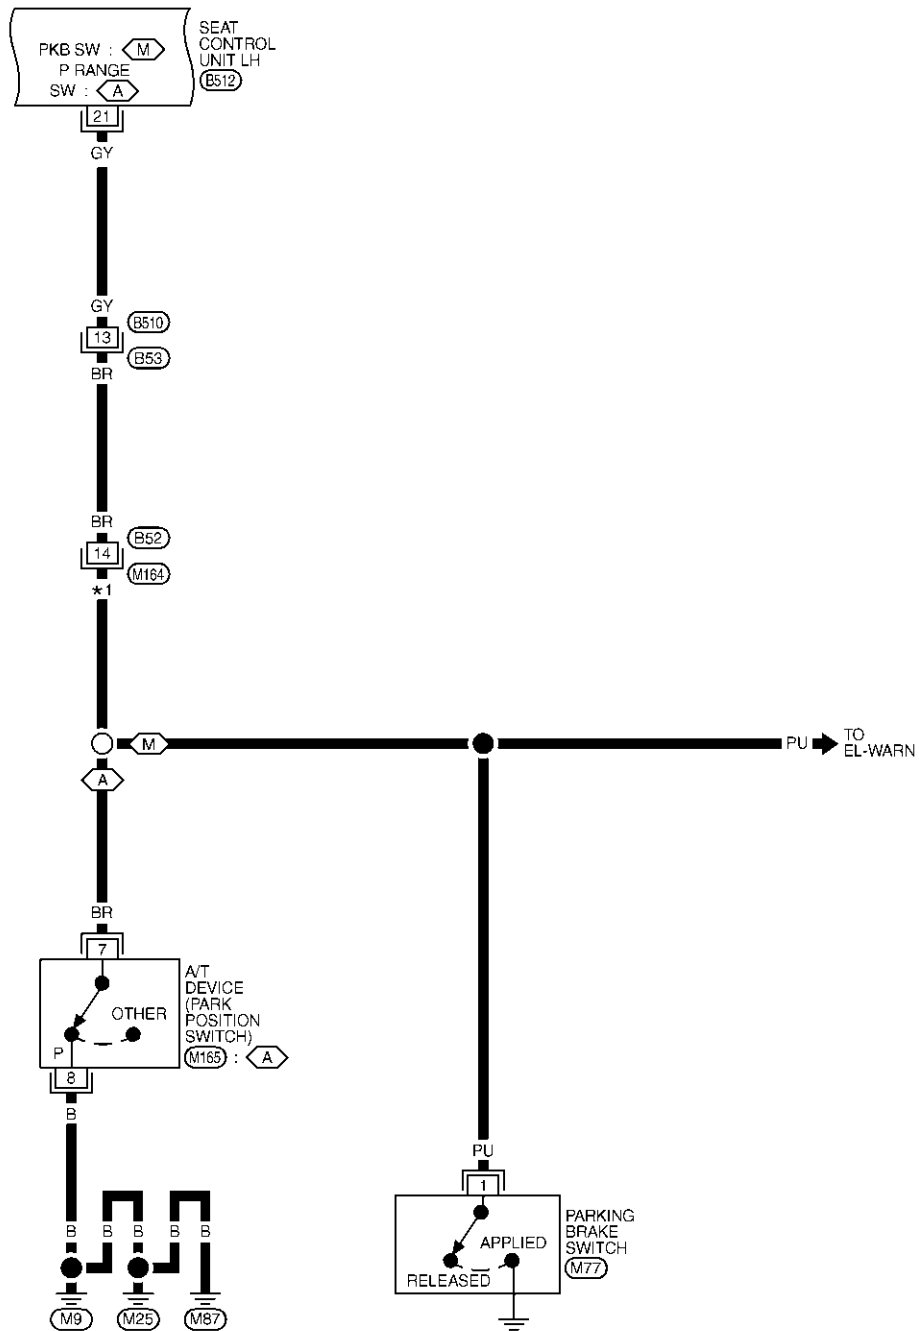 SEAT
CONTROL
UNIT LH
B512
PKB SW : M
P RANGE
SW : A
21
GY
GY
B510
13
B53
BR
BR
B52
14
M164
★1
M
PU
TO
EL-WARN
A
BR
7
A/T
DEVICE
(PARK
POSITION
SWITCH)
M165 : A
OTHER
P
8
B
B B B B B
M9 M25 M87
PU
1
PARKING
BRAKE
SWITCH
M77
APPLIED
RELEASED